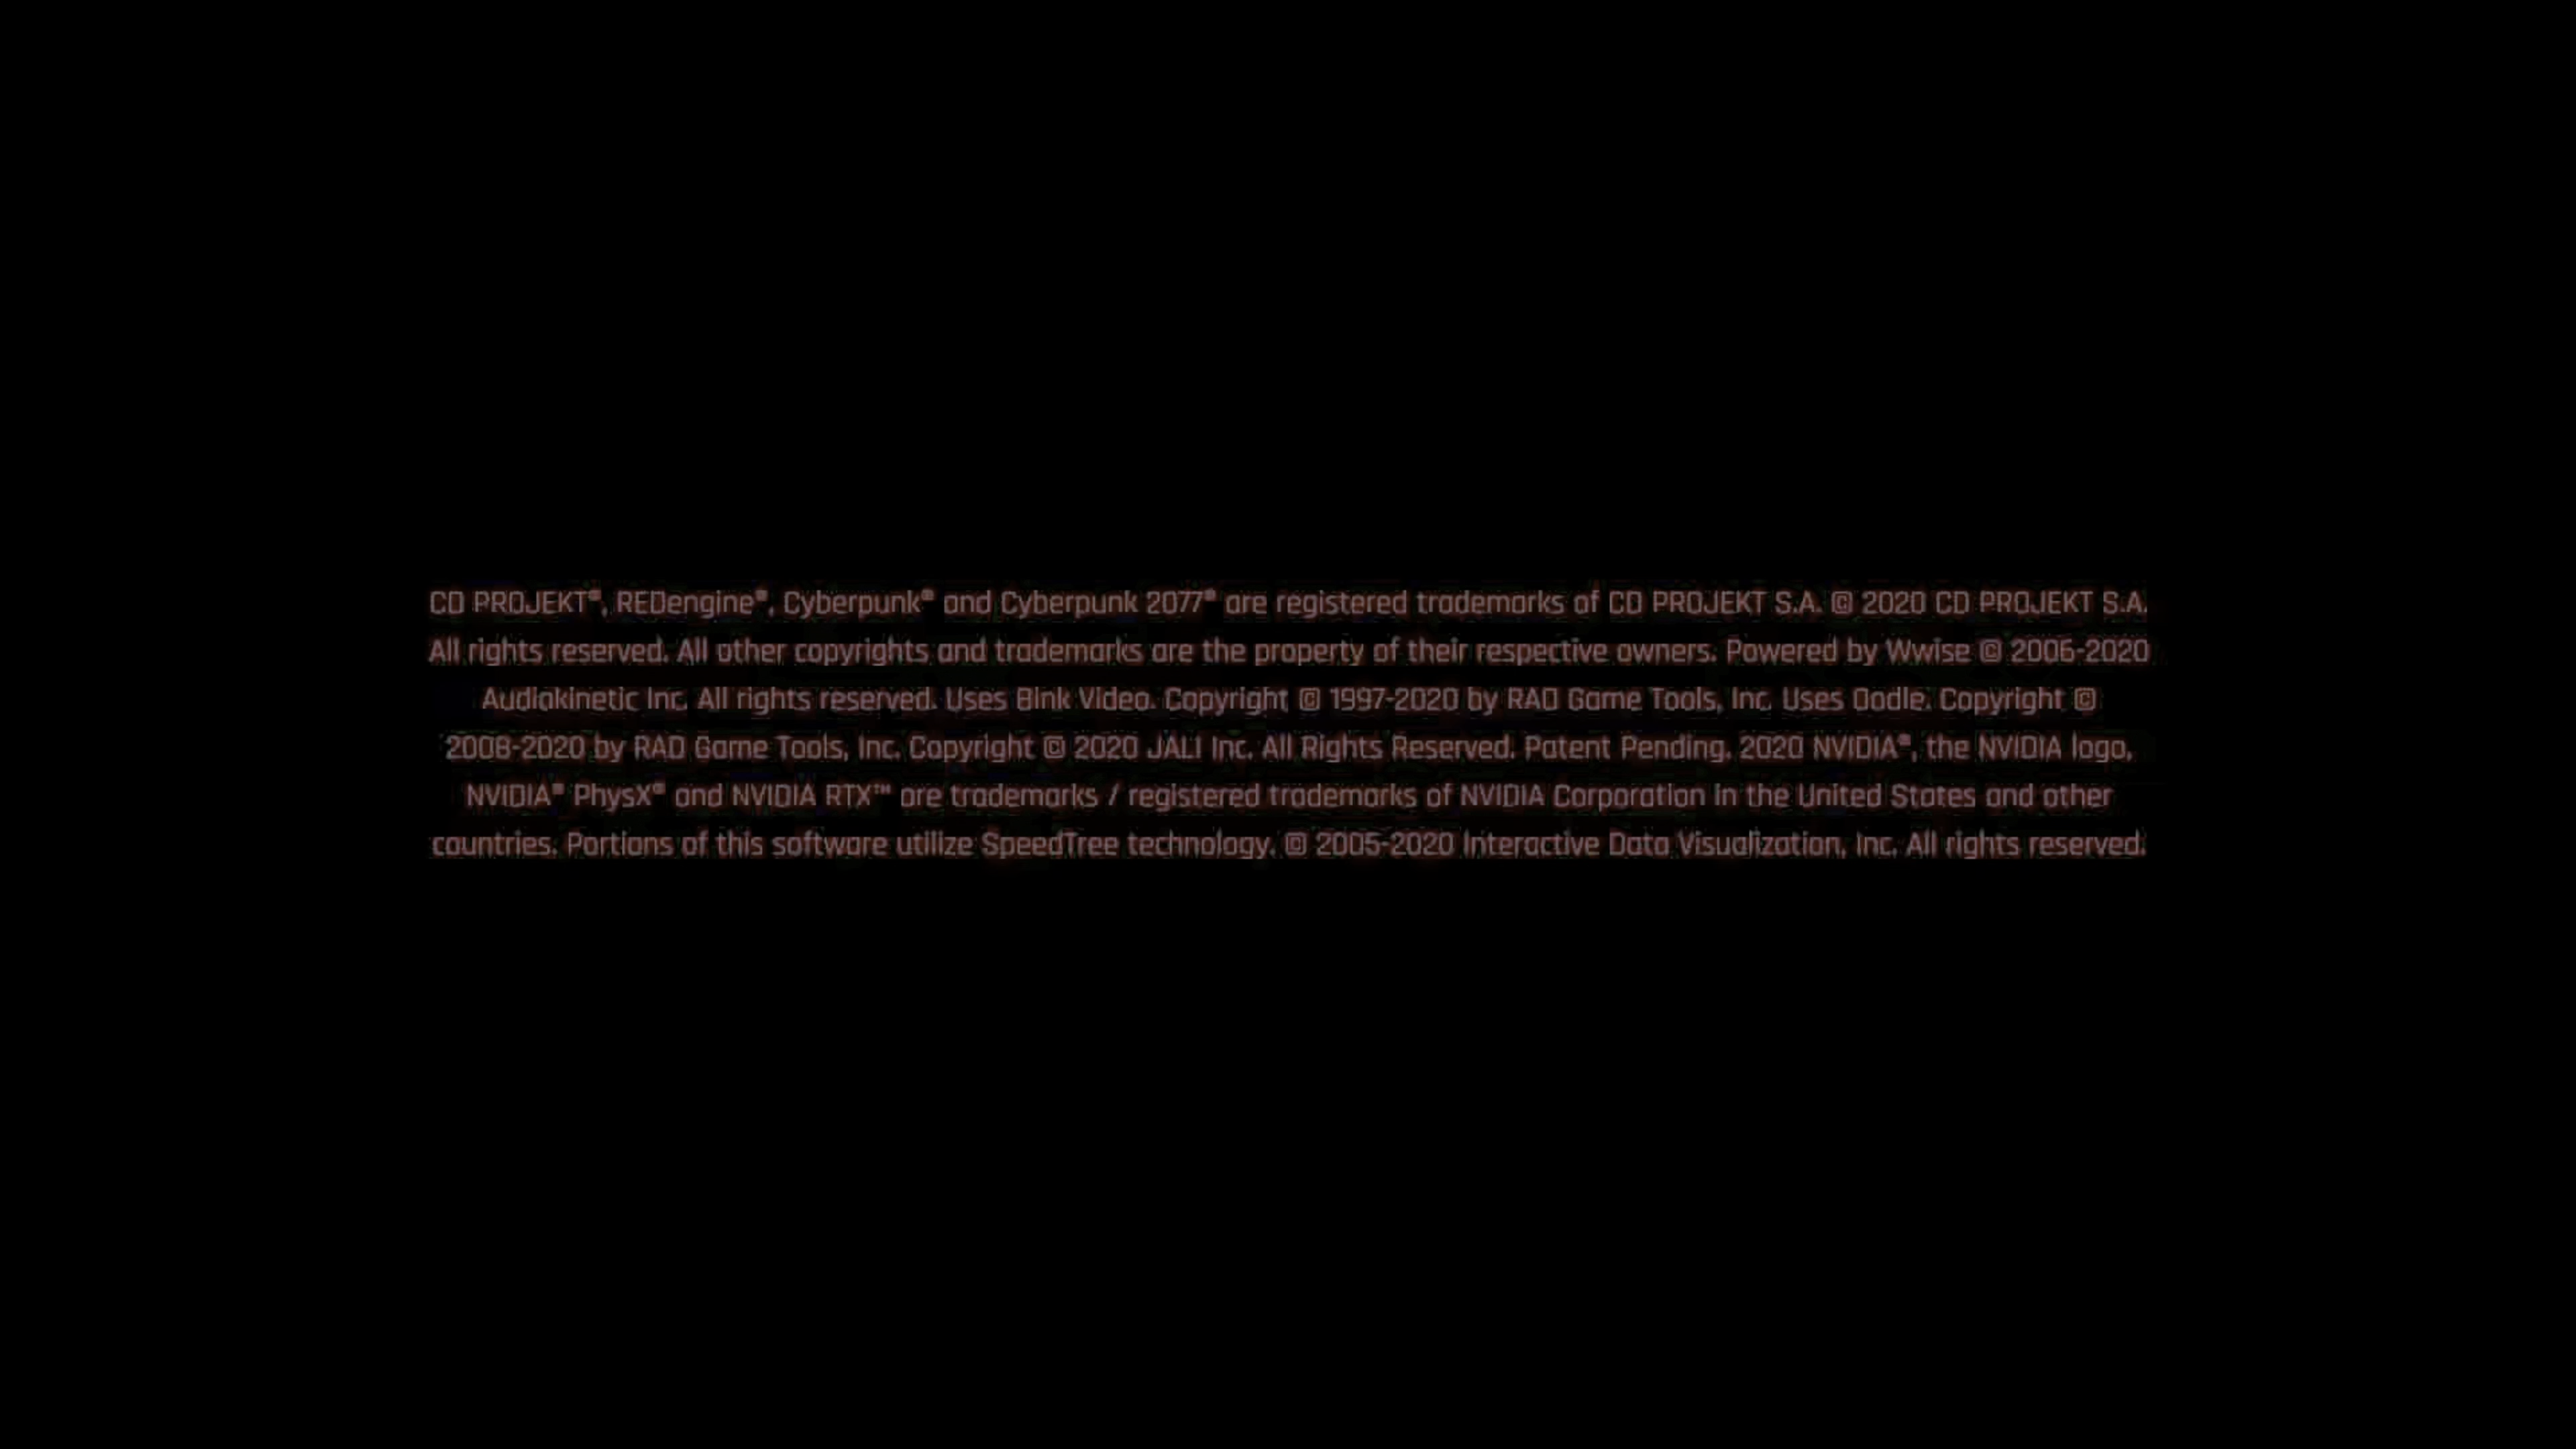 CD PROJEKT®, REDengine®, Cyberpunk® and Cyberpunk 2077® are registered trademarks of CD PROJEKT S.A. © 2020 CD PROJEKT S.A.
All rights reserved. All other copyrights and trademarks are the property of their respective owners. Powered by Wwise © 2006-2020
Audiokinetic Inc. All rights reserved. Uses Bink Video. Copyright © 1997-2020 by RAD Game Tools, Inc. Uses Oodle. Copyright ©
2008-2020 by RAD Game Tools, Inc. Copyright © 2020 JALI Inc. All Rights Reserved. Patent Pending. 2020 NVIDIA®, the NVIDIA logo,
NVIDIA® PhysX® and NVIDIA RTX™ are trademarks / registered trademarks of NVIDIA Corporation in the United States and other
countries. Portions of this software utilize SpeedTree technology. © 2005-2020 Interactive Data Visualization, Inc. All rights reserved.